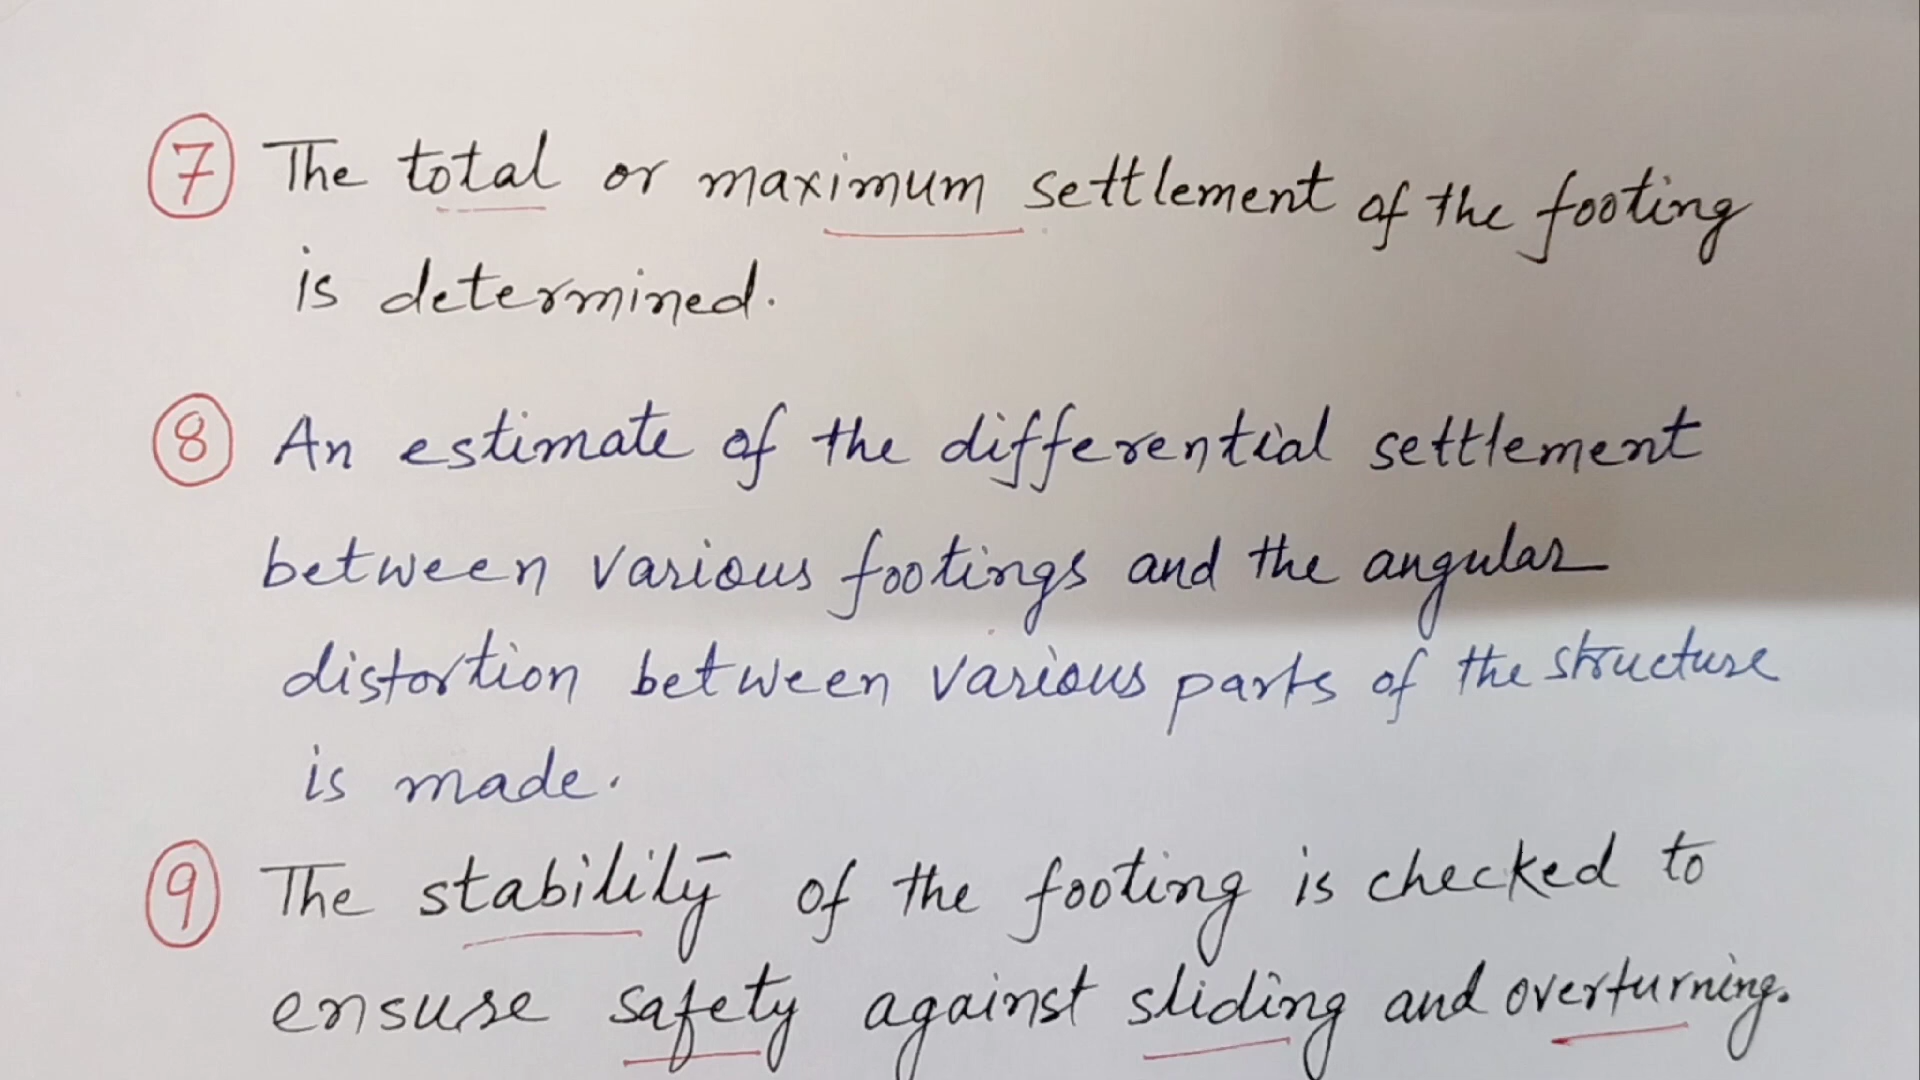 7 The total or maximum settlement of the footing
is determined.
8 An estimate of the differential settlement
between various footings and the angular
distortion between various parts of the structure
is made.
9 The stability of the footing is checked to
ensure safety against sliding and overturning.